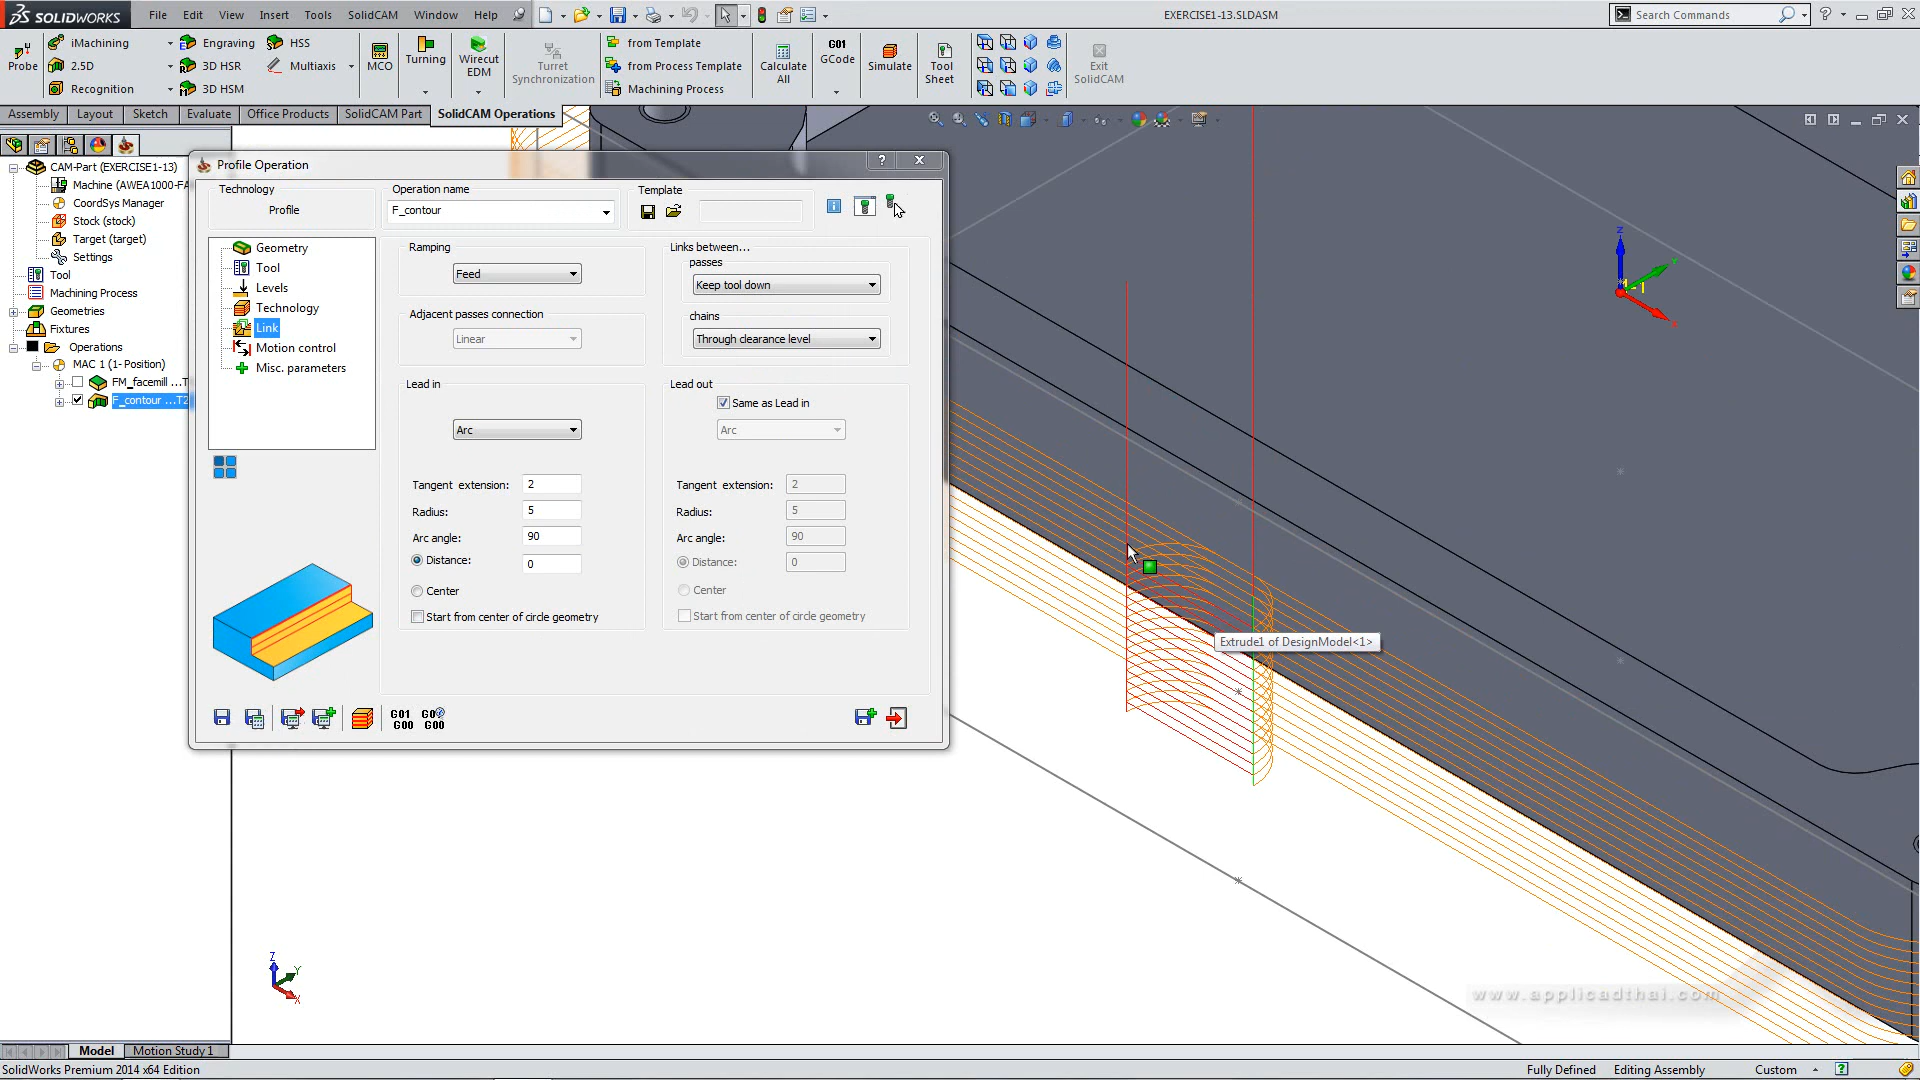 SOLIDWORKS File Edit View Insert Tools SolidCAM Window Help EXERCISE1-13.SLDASM Search Commands
Probe iMachining Engraving HSS MCO Turning Wirecut EDM Turret Synchronization from Template Calculate All G01 GCode Simulate Tool Sheet Exit SolidCAM
2.5D 3D HSR Multiaxis from Process Template
Recognition 3D HSM Machining Process
Assembly Layout Sketch Evaluate Office Products SolidCAM Part SolidCAM Operations
CAM-Part (EXERCISE1-13)
Machine (AWEA1000-FA
CoordSys Manager
Stock (stock)
Target (target)
Settings
Tool
Machining Process
Geometries
Fixtures
Operations
MAC 1 (1- Position)
FM_facemill ...T
F_contour ...T2
Profile Operation
Technology
Profile
Operation name
F_contour
Template
Geometry
Tool
Levels
Technology
Link
Motion control
Misc. parameters
Ramping
Feed
Adjacent passes connection
Linear
Links between...
passes
Keep tool down
chains
Through clearance level
Lead in
Arc
Tangent extension: 2
Radius: 5
Arc angle: 90
Distance: 0
Center
Start from center of circle geometry
Lead out
Same as Lead in
Arc
Tangent extension: 2
Radius: 5
Arc angle: 90
Distance: 0
Center
Start from center of circle geometry
G01 G00
G00
Extrude1 of DesignModel<1>
Z
X
Z
Y
X
www.applicadthai.com
Model Motion Study 1
SolidWorks Premium 2014 x64 Edition Fully Defined Editing Assembly Custom